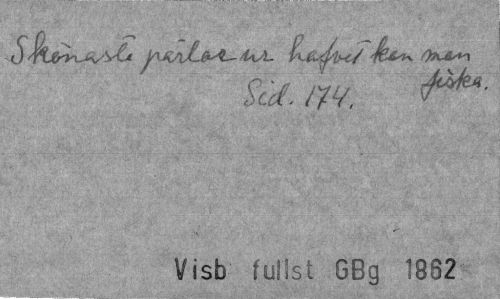 Skönaste pärlor ur hafvet kan man
fiska.
Sid. 174.
Visb fullst GBg 1862